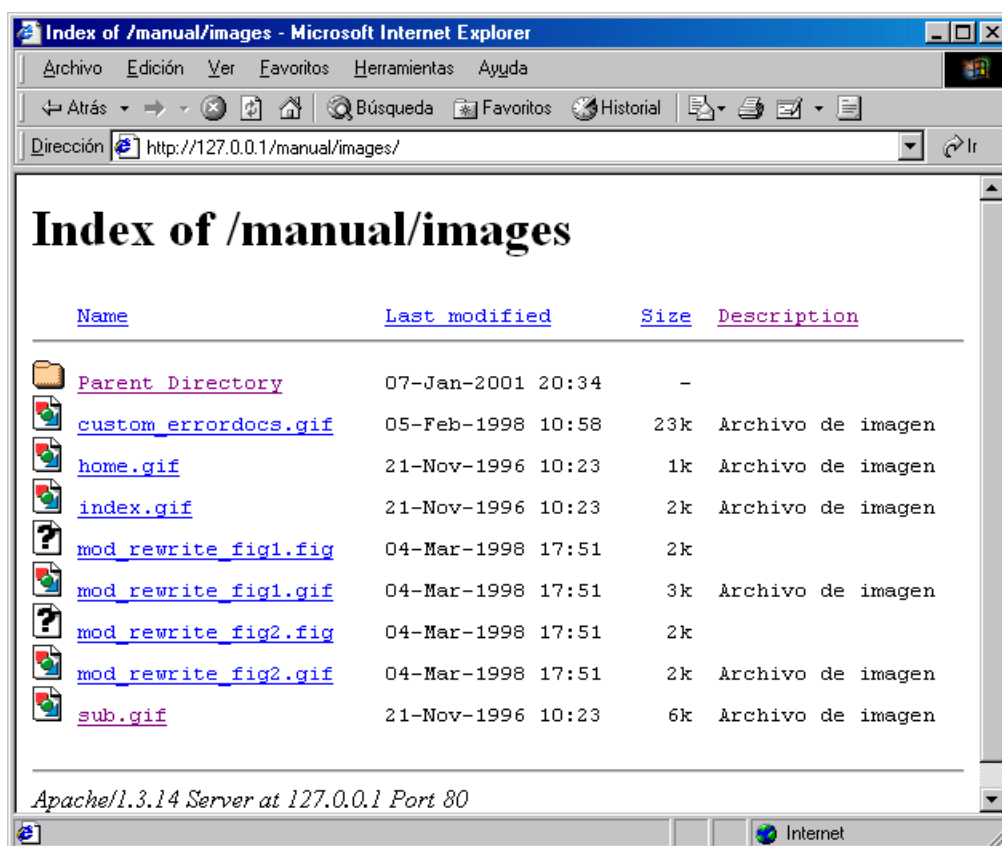 Index of /manual/images - Microsoft Internet Explorer
Archivo Edición Ver Favoritos Herramientas Ayuda
Atrás Búsqueda Favoritos Historial
Dirección http://127.0.0.1/manual/images/ Ir
Index of /manual/images
Name Last modified Size Description
Parent Directory 07-Jan-2001 20:34 -
custom_errordocs.gif 05-Feb-1998 10:58 23k Archivo de imagen
home.gif 21-Nov-1996 10:23 1k Archivo de imagen
index.gif 21-Nov-1996 10:23 2k Archivo de imagen
mod_rewrite_fig1.fig 04-Mar-1998 17:51 2k
mod_rewrite_fig1.gif 04-Mar-1998 17:51 3k Archivo de imagen
mod_rewrite_fig2.fig 04-Mar-1998 17:51 2k
mod_rewrite_fig2.gif 04-Mar-1998 17:51 2k Archivo de imagen
sub.gif 21-Nov-1996 10:23 6k Archivo de imagen
Apache/1.3.14 Server at 127.0.0.1 Port 80
Internet